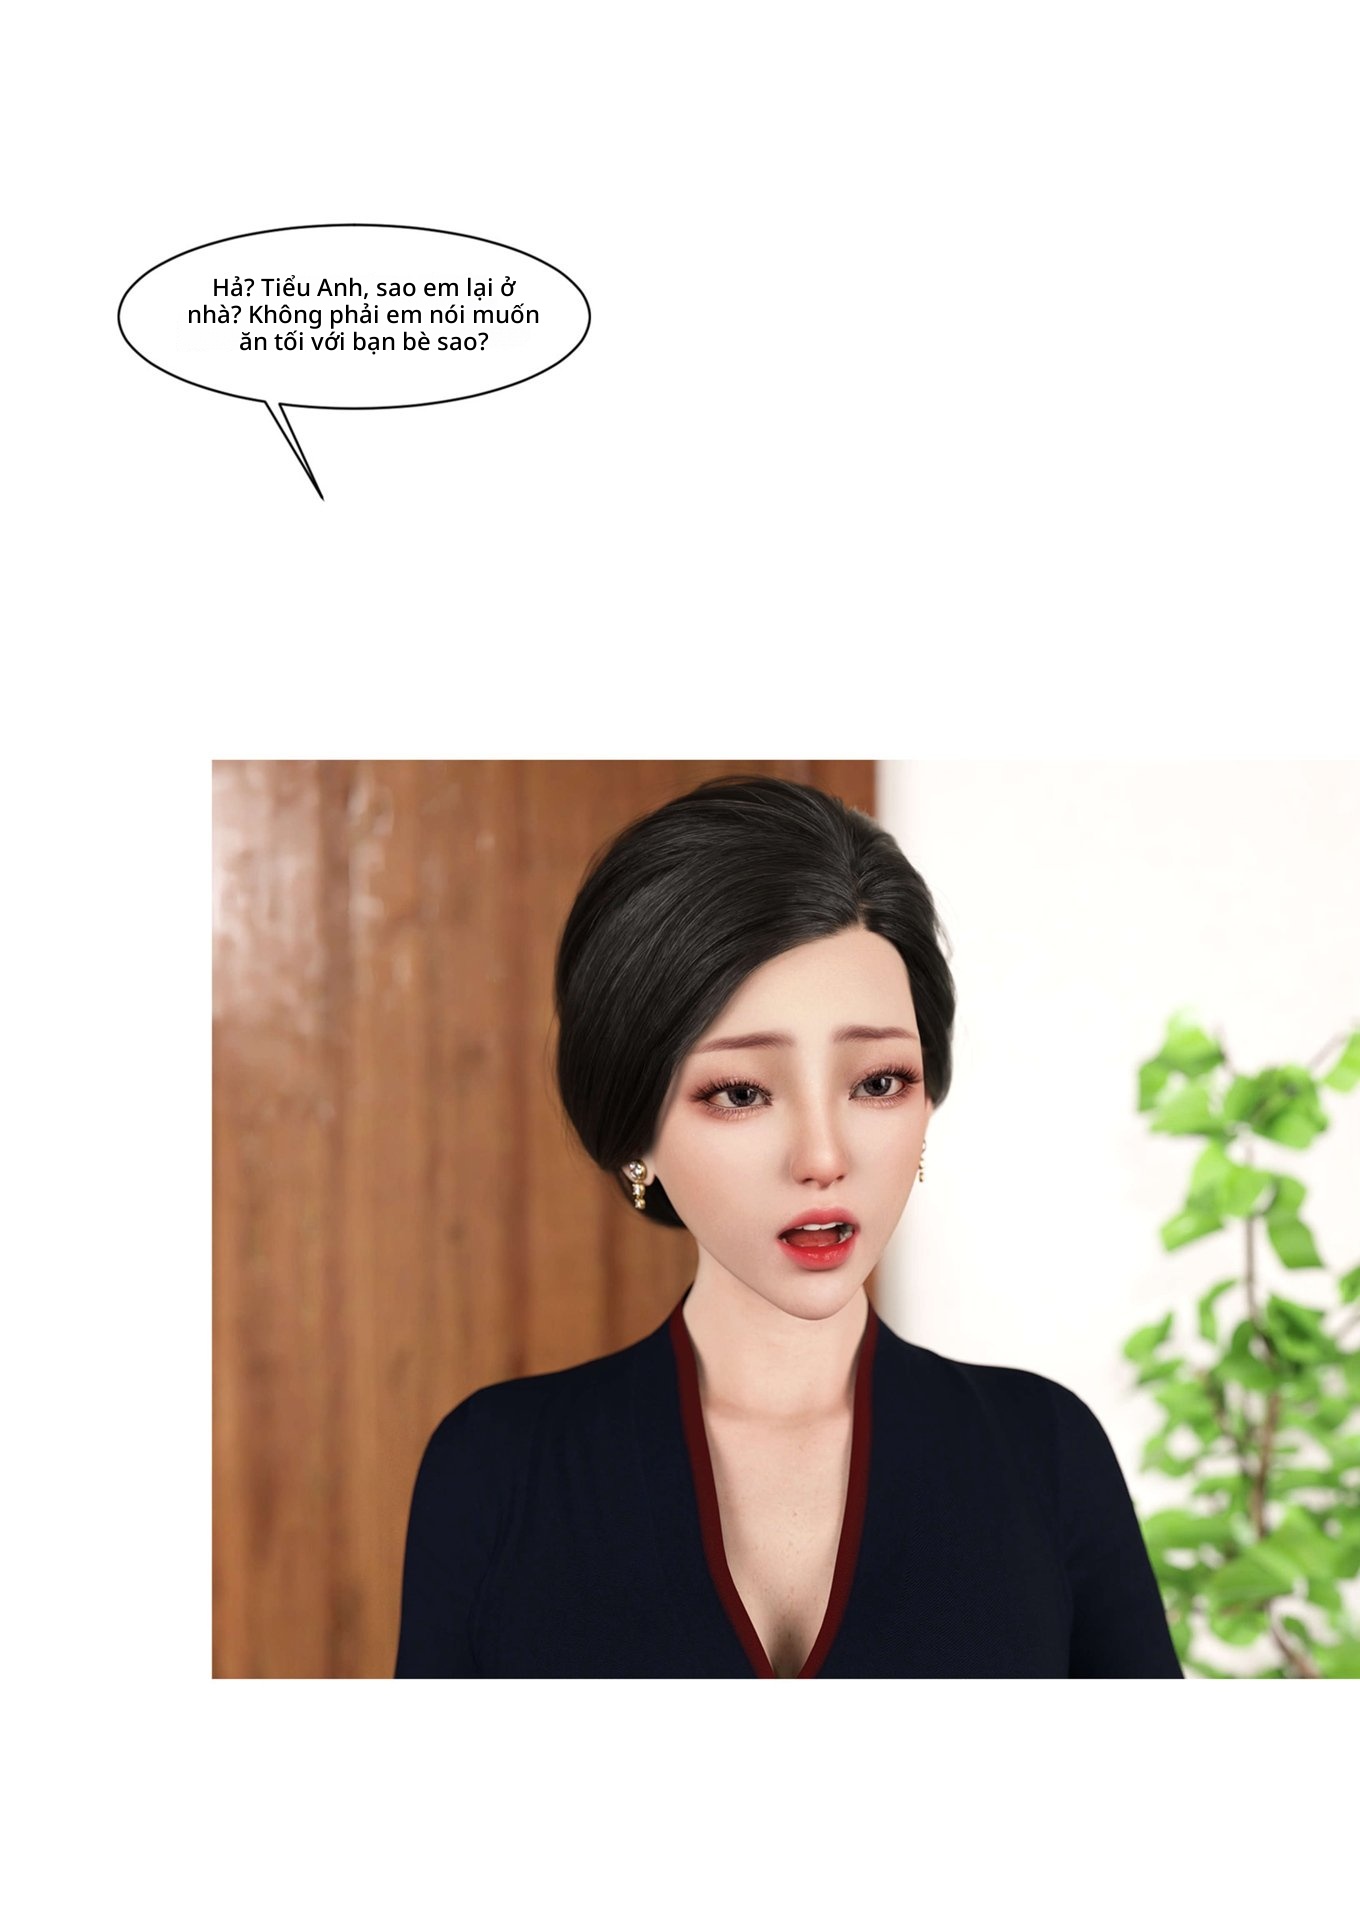 Hả? Tiểu Anh, sao em lại ở
nhà? Không phải em nói muốn
ăn tối với bạn bè sao?